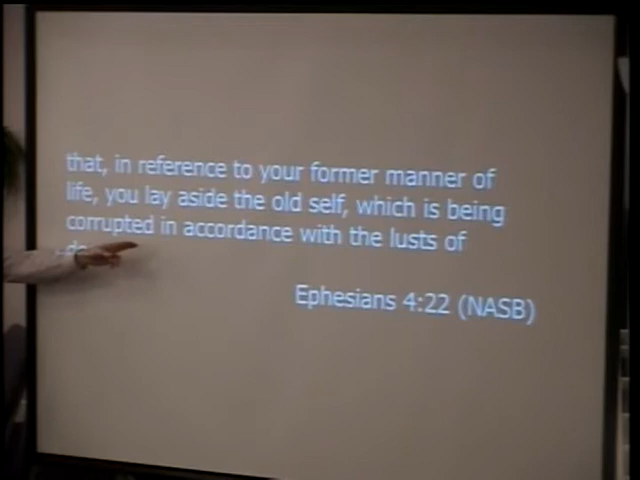 that, in reference to your former manner of
life, you lay aside the old self, which is being
corrupted in accordance with the lusts of
Ephesians 4:22 (NASB)